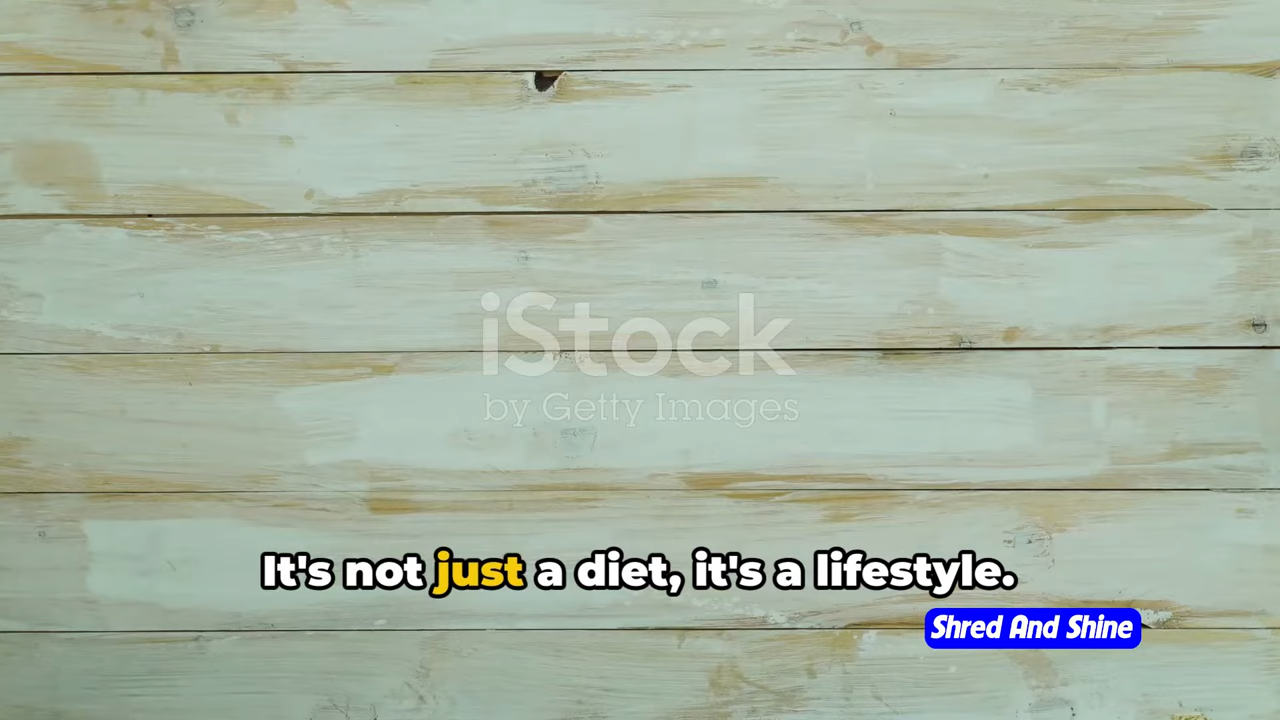 iStock
by Getty Images
It's not just a diet, it's a lifestyle.
Shred And Shine